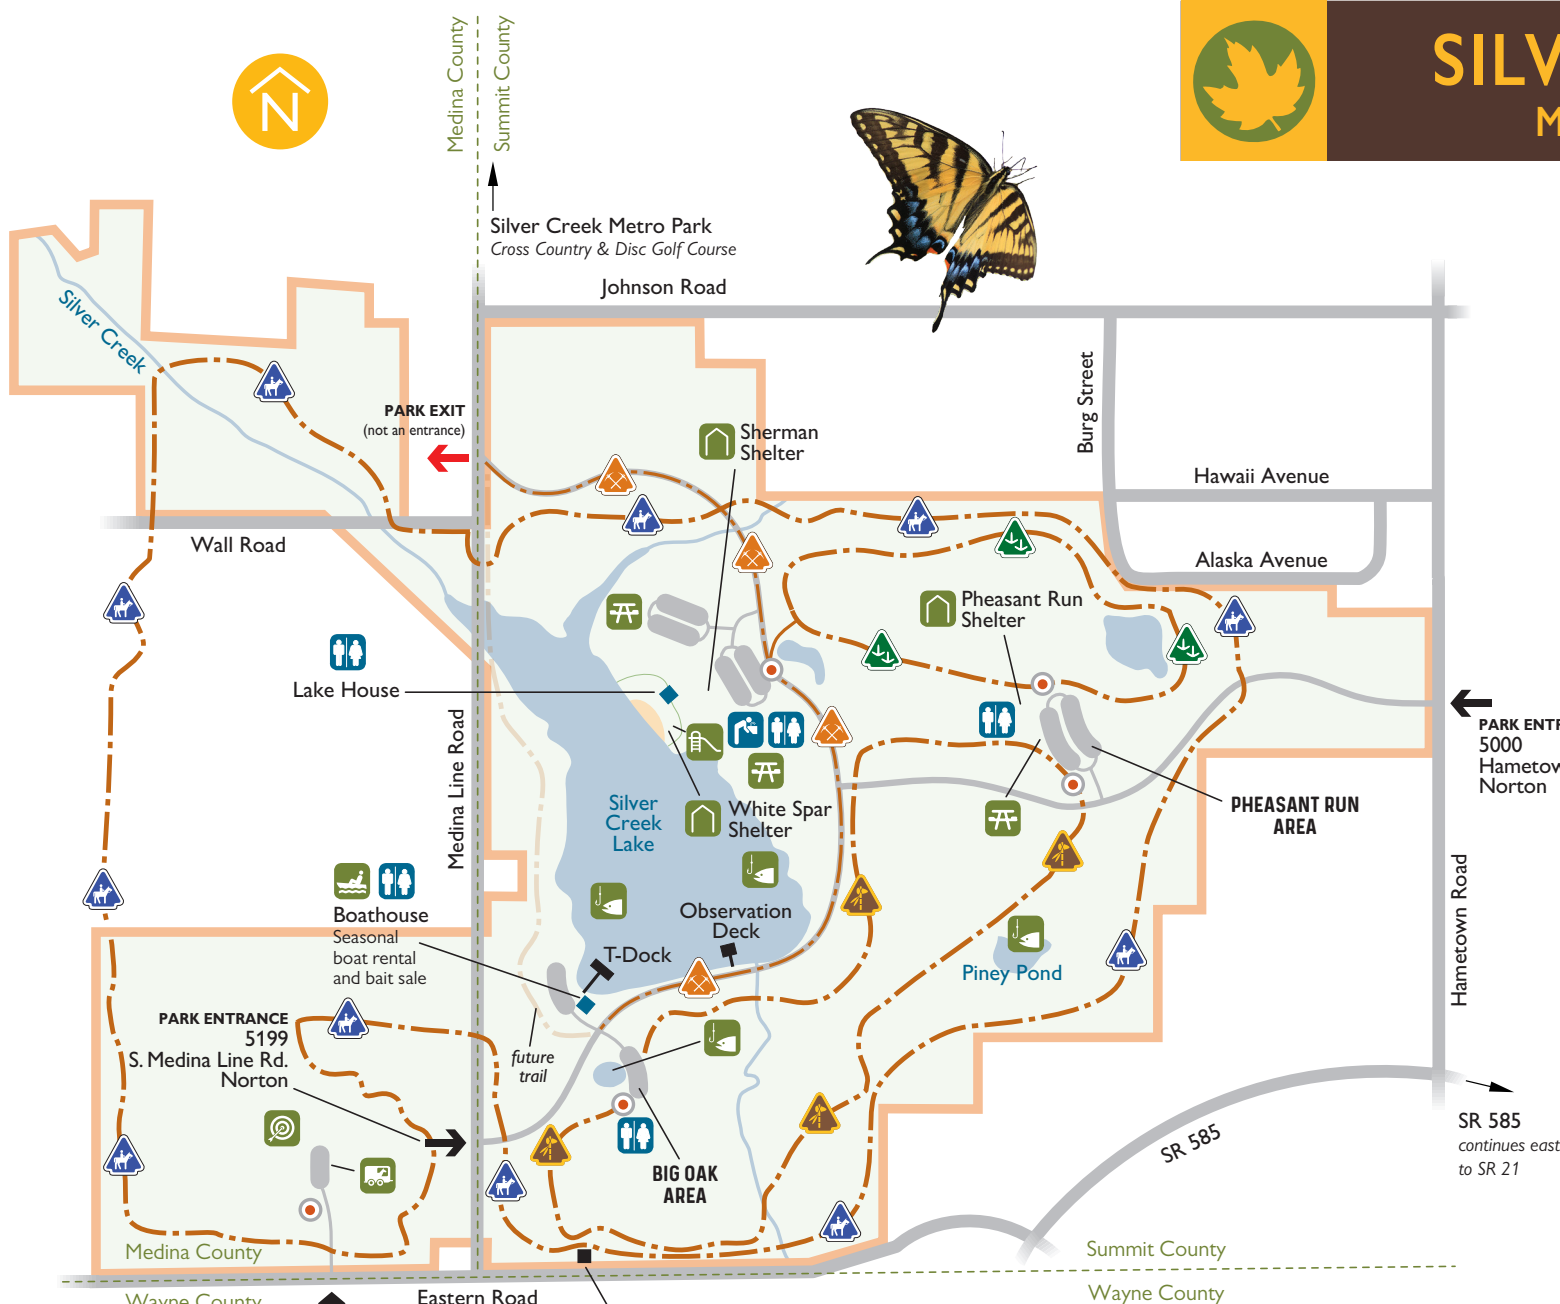 N
Medina County
Summit County
SILV
M
Silver Creek Metro Park
Cross Country & Disc Golf Course
Johnson Road
Silver Creek
Burg Street
PARK EXIT
(not an entrance)
Sherman
Shelter
Hawaii Avenue
Wall Road
Alaska Avenue
Pheasant Run
Shelter
Lake House
Medina Line Road
PARK ENTR
5000
Hametow
Norton
Silver
Creek
Lake
White Spar
Shelter
PHEASANT RUN
AREA
Boathouse
Seasonal
boat rental
and bait sale
Observation
Deck
T-Dock
Piney Pond
Hametown Road
PARK ENTRANCE
5199
S. Medina Line Rd.
Norton
future
trail
SR 585
SR 585
continues east
to SR 21
BIG OAK
AREA
Medina County
Summit County
Wayne County
Eastern Road
Wayne County